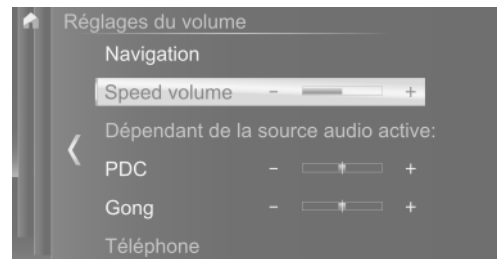 Réglages du volume
Navigation
Speed volume - +
Dépendant de la source audio active:
PDC - +
Gong - +
Téléphone